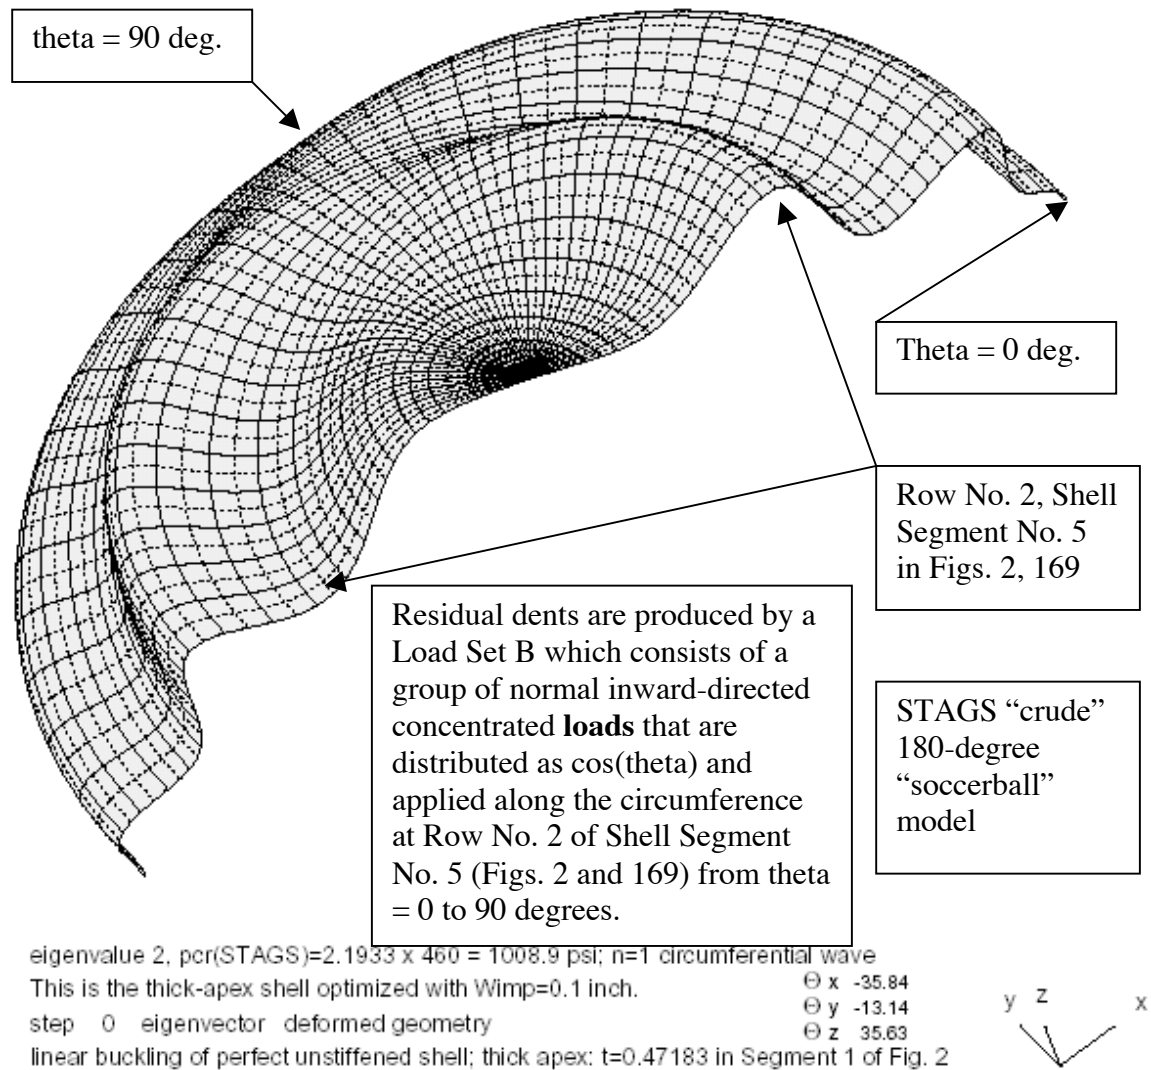 theta = 90 deg.
Theta = 0 deg.
Row No. 2, Shell
Segment No. 5
in Figs. 2, 169
Residual dents are produced by a
Load Set B which consists of a
group of normal inward-directed
concentrated loads that are
distributed as cos(theta) and
applied along the circumference
at Row No. 2 of Shell Segment
No. 5 (Figs. 2 and 169) from theta
= 0 to 90 degrees.
STAGS “crude”
180-degree
“soccerball”
model
eigenvalue 2, pcr(STAGS)=2.1933 x 460 = 1008.9 psi; n=1 circumferential wave
This is the thick-apex shell optimized with Wimp=0.1 inch.
step 0 eigenvector deformed geometry
linear buckling of perfect unstiffened shell; thick apex: t=0.47183 in Segment 1 of Fig. 2
Θ x -35.84
Θ y -13.14
Θ z 35.63
y z x